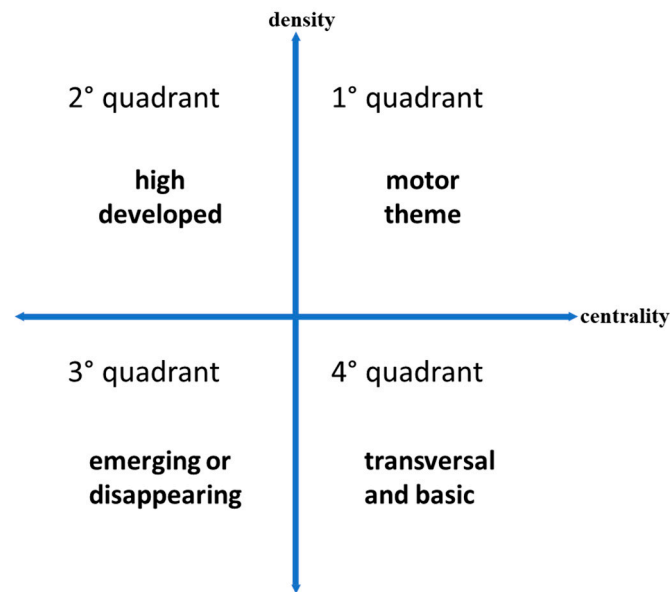 density
2° quadrant
1° quadrant
high
developed
motor
theme
centrality
3° quadrant
4° quadrant
emerging or
disappearing
transversal
and basic